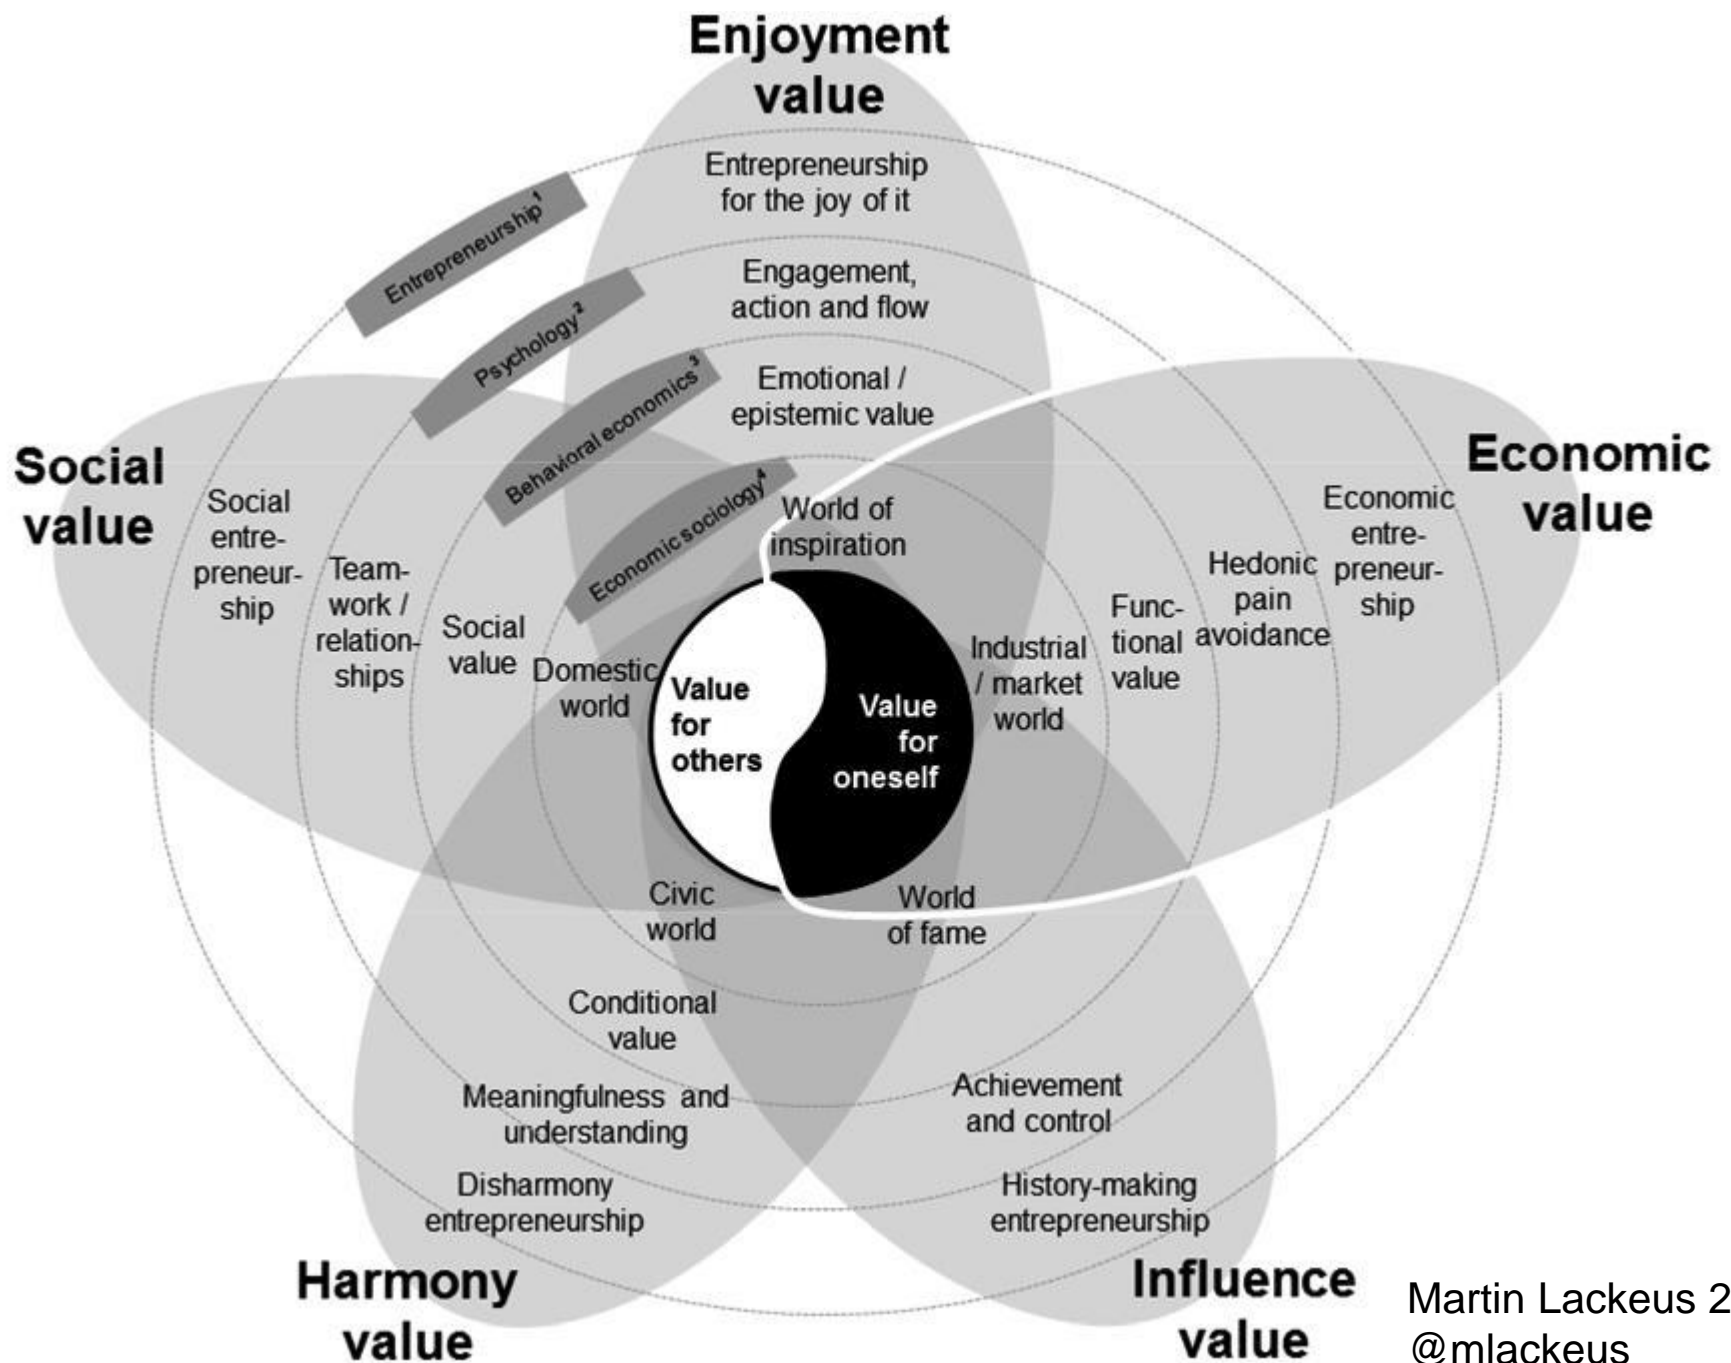 Enjoyment
value
Entrepreneurship
for the joy of it
Engagement,
action and flow
Emotional /
epistemic value
World of
inspiration
Entrepreneurship¹
Psychology²
Behavioral economics³
Economic sociology⁴
Social
value
Social
entre-
preneur-
ship
Team-
work /
relation-
ships
Social
value
Domestic
world
Value
for
others
Value
for
oneself
Industrial
/ market
world
Func-
tional
value
Hedonic
pain
avoidance
Economic
entre-
preneur-
ship
Economic
value
Civic
world
Conditional
value
Meaningfulness and
understanding
Disharmony
entrepreneurship
Harmony
value
World
of fame
Achievement
and control
History-making
entrepreneurship
Influence
value
Martin Lackeus 2
@mlackeus